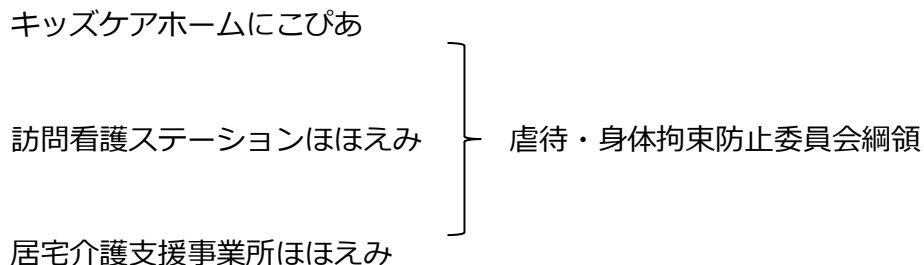 キッズケアホームにこぴあ
訪問看護ステーションほほえみ 虐待・身体拘束防止委員会綱領
居宅介護支援事業所ほほえみ